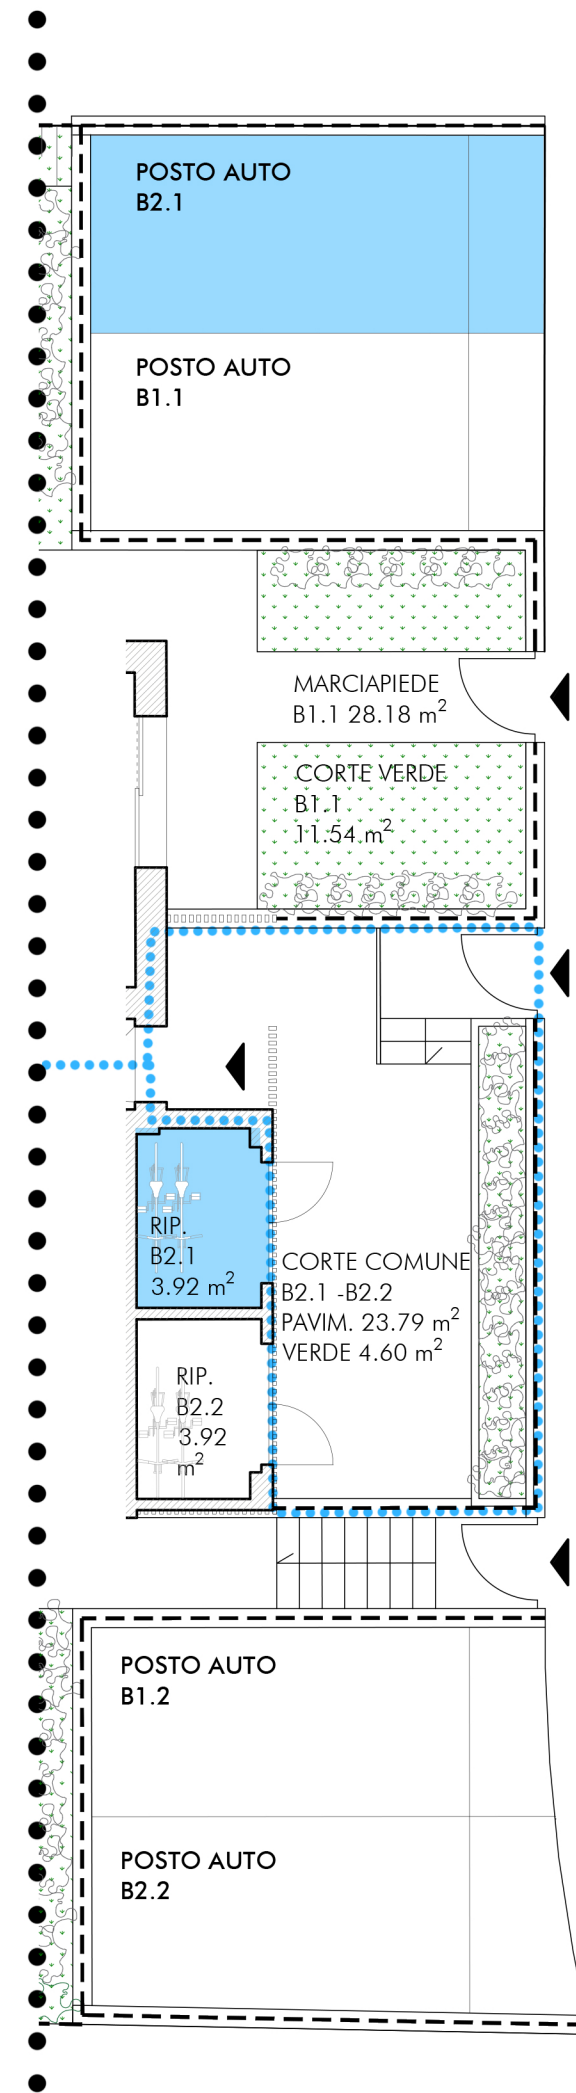 POSTO AUTO
B2.1
POSTO AUTO
B1.1
MARCIAPIEDE
B1.1 28.18 m²
CORTE VERDE
B1.1
11.54 m²
RIP.
B2.1
3.92 m²
CORTE COMUNE
B2.1 -B2.2
PAVIM. 23.79 m²
VERDE 4.60 m²
RIP.
B2.2
3.92
m²
POSTO AUTO
B1.2
POSTO AUTO
B2.2